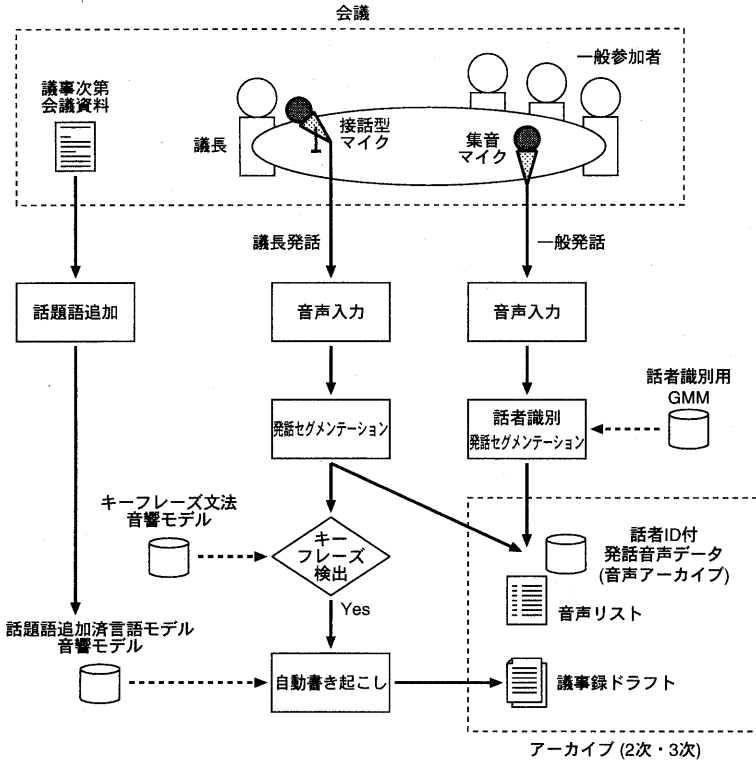 会議
一般参加者
議事次第
会議資料
議長
接話型
マイク
集音
マイク
議長発話
一般発話
話題語追加
音声入力
音声入力
話者識別用
GMM
発話セグメンテーション
話者識別
発話セグメンテーション
キーフレーズ文法
音響モデル
キー
フレーズ
検出
話者ID付
発話音声データ
(音声アーカイブ)
音声リスト
Yes
話題語追加済言語モデル
音響モデル
自動書き起こし
議事録ドラフト
アーカイブ (2次・3次)